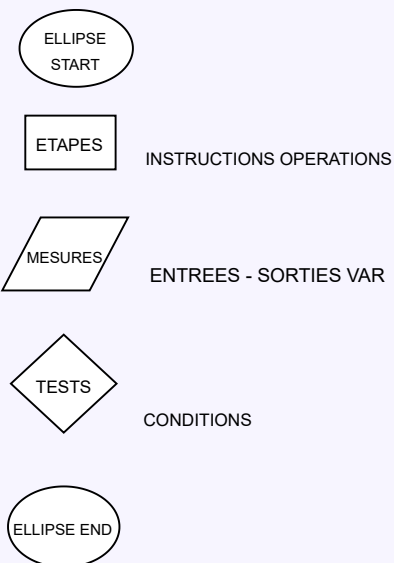 ELLIPSE
START
ETAPES
INSTRUCTIONS OPERATIONS
MESURES
ENTREES - SORTIES VAR
TESTS
CONDITIONS
ELLIPSE END